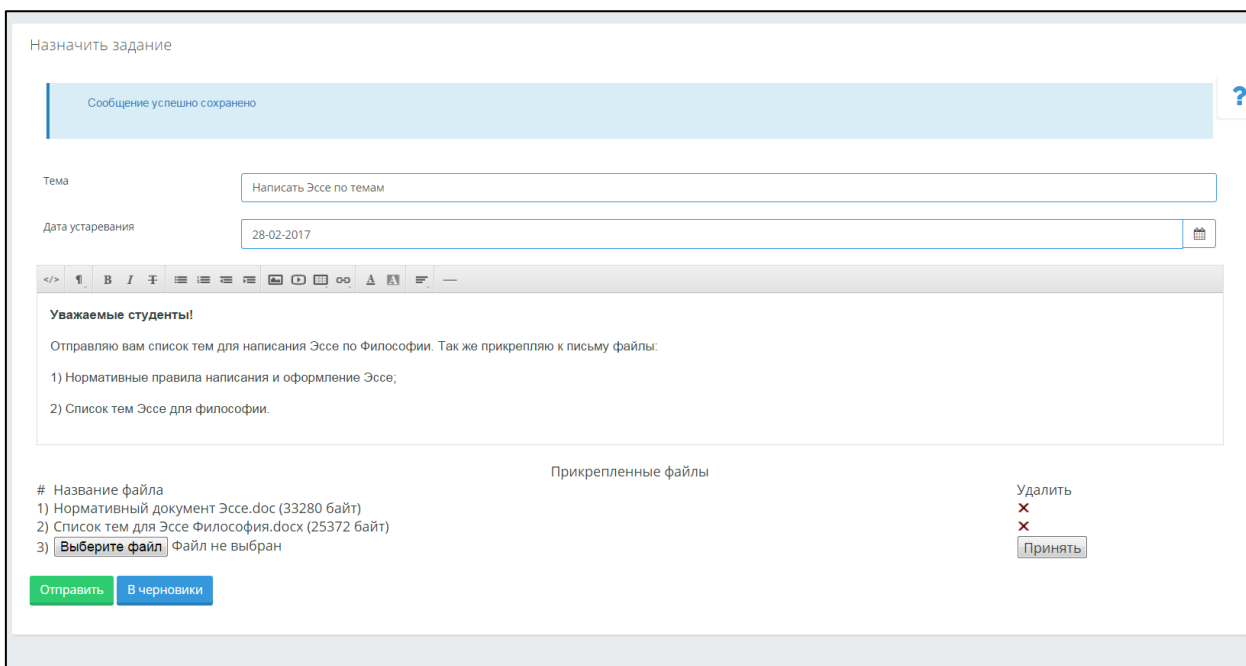 Назначить задание
Сообщение успешно сохранено
?
Тема
Написать Эссе по темам
Дата устаревания
28-02-2017
</> ¶ B I T A A
Уважаемые студенты!
Отправляю вам список тем для написания Эссе по Философии. Так же прикрепляю к письму файлы:
1) Нормативные правила написания и оформление Эссе;
2) Список тем Эссе для философии.
Прикрепленные файлы
# Название файла Удалить
1) Нормативный документ Эссе.doc (33280 байт)
2) Список тем для Эссе Философия.docx (25372 байт)
3) Выберите файл Файл не выбран Принять
Отправить В черновики